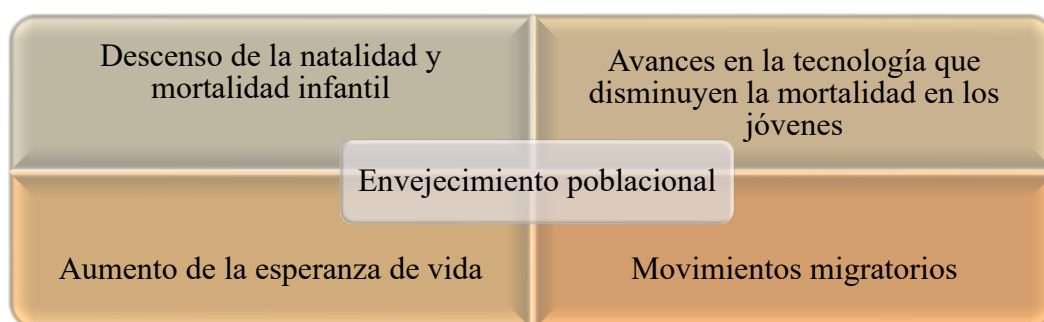 Descenso de la natalidad y
mortalidad infantil
Avances en la tecnología que
disminuyen la mortalidad en los
jóvenes
Envejecimiento poblacional
Aumento de la esperanza de vida
Movimientos migratorios